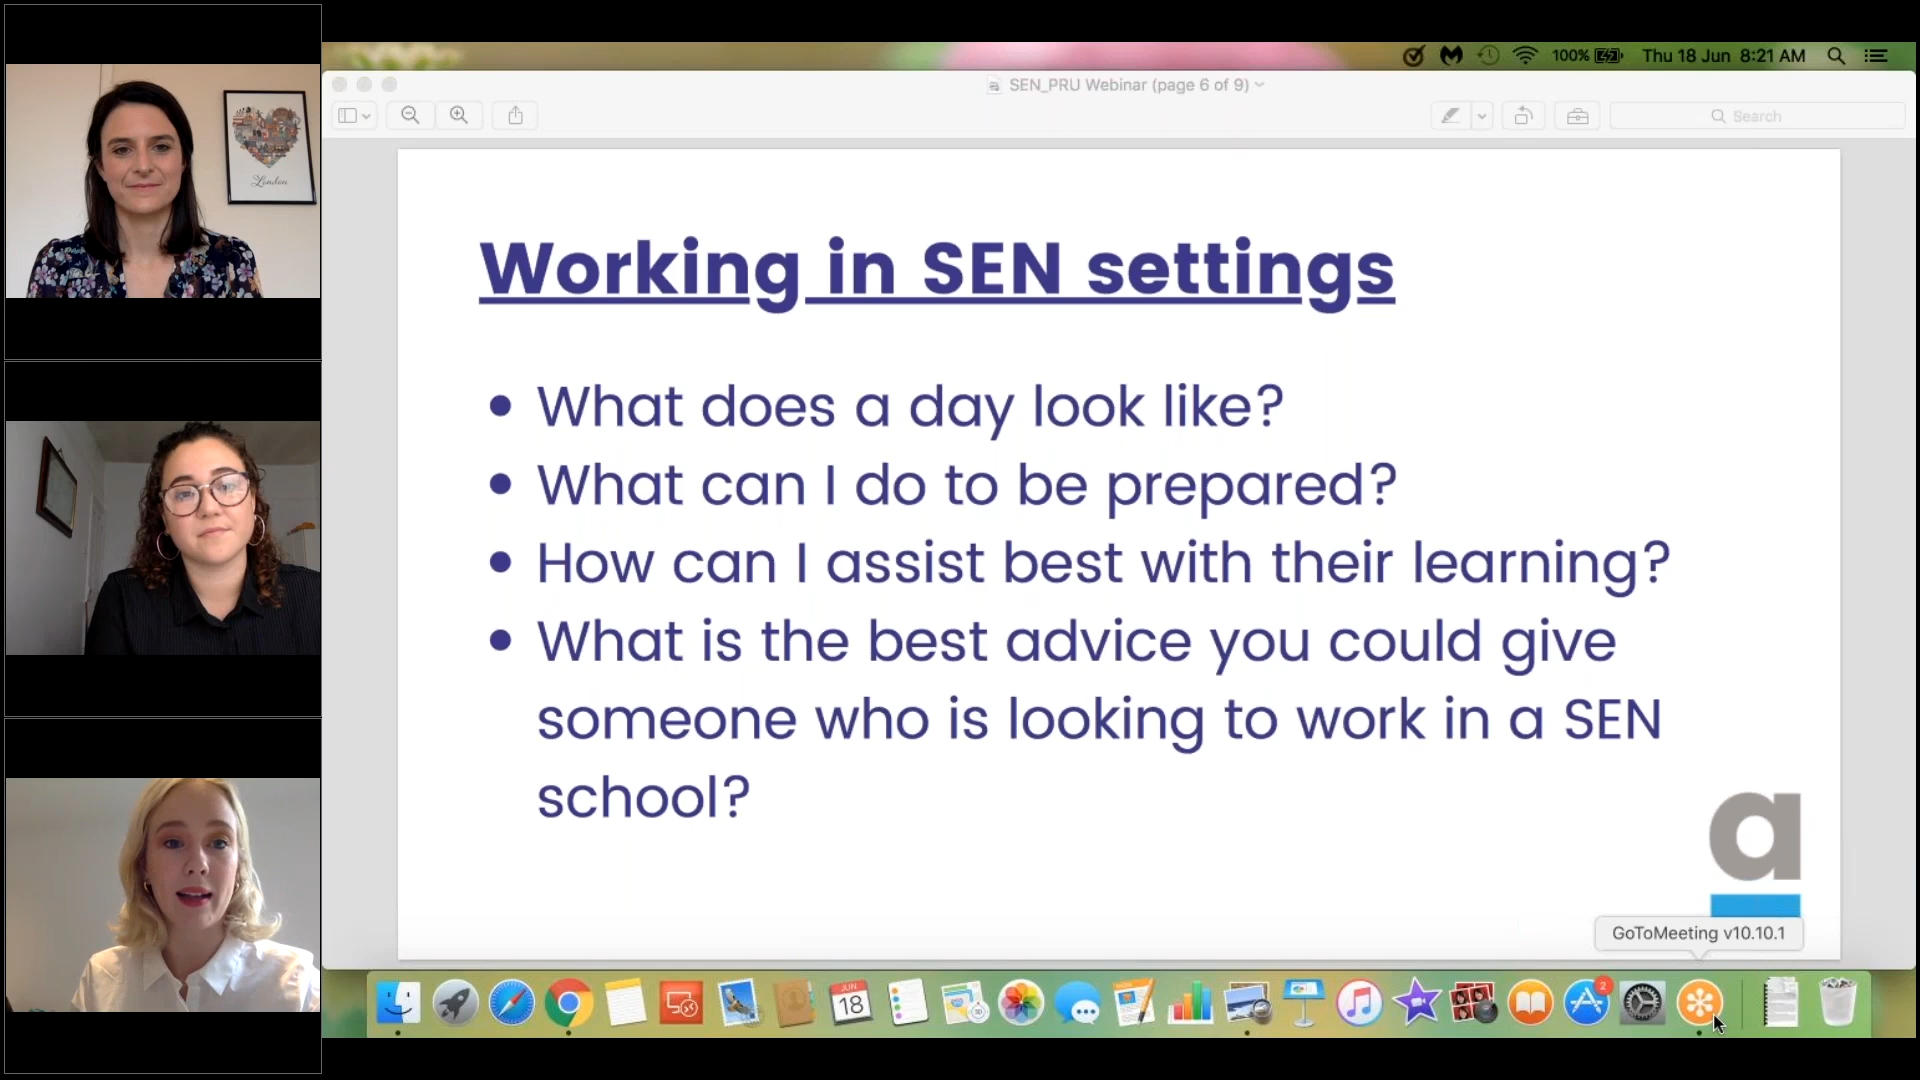 100% Thu 18 Jun 8:21 AM
SEN_PRU Webinar (page 6 of 9)
Search
London
Working in SEN settings
• What does a day look like?
• What can I do to be prepared?
• How can I assist best with their learning?
• What is the best advice you could give
someone who is looking to work in a SEN
school?
a
GoToMeeting v10.10.1
JUN
18
2